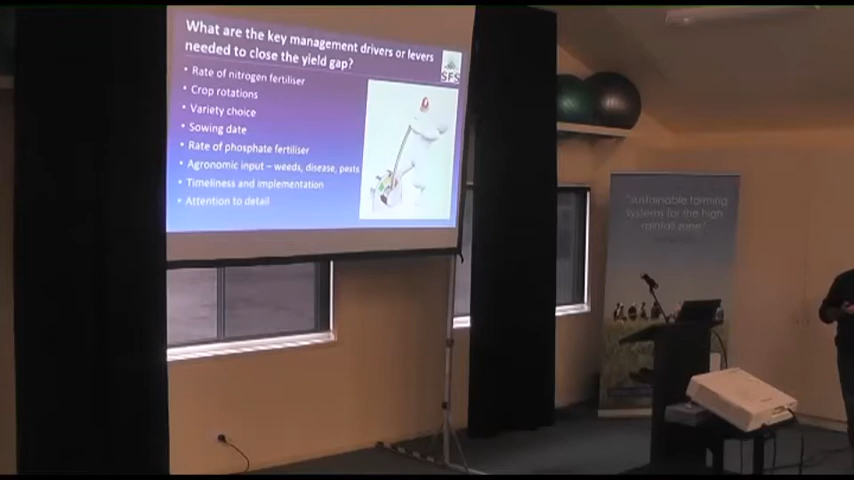 What are the key management drivers or levers
needed to close the yield gap?
• Rate of nitrogen fertiliser
• Crop rotations
• Variety choice
• Sowing date
• Rate of phosphate fertiliser
• Agronomic input – weeds, disease, pests
• Timeliness and implementation
• Attention to detail
SFS
"sustainable farming
systems for the high
rainfall zone"